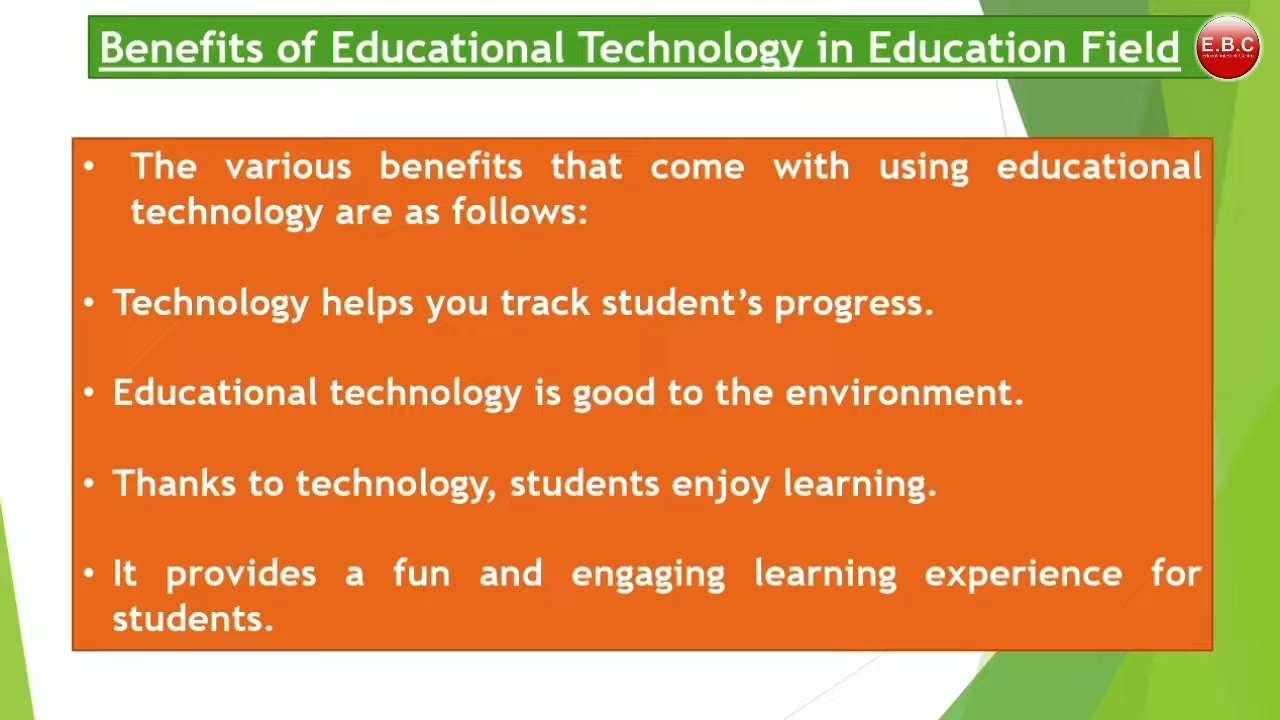 Benefits of Educational Technology in Education Field
E.B.C
• The various benefits that come with using educational
technology are as follows:
• Technology helps you track student’s progress.
• Educational technology is good to the environment.
• Thanks to technology, students enjoy learning.
• It provides a fun and engaging learning experience for
students.